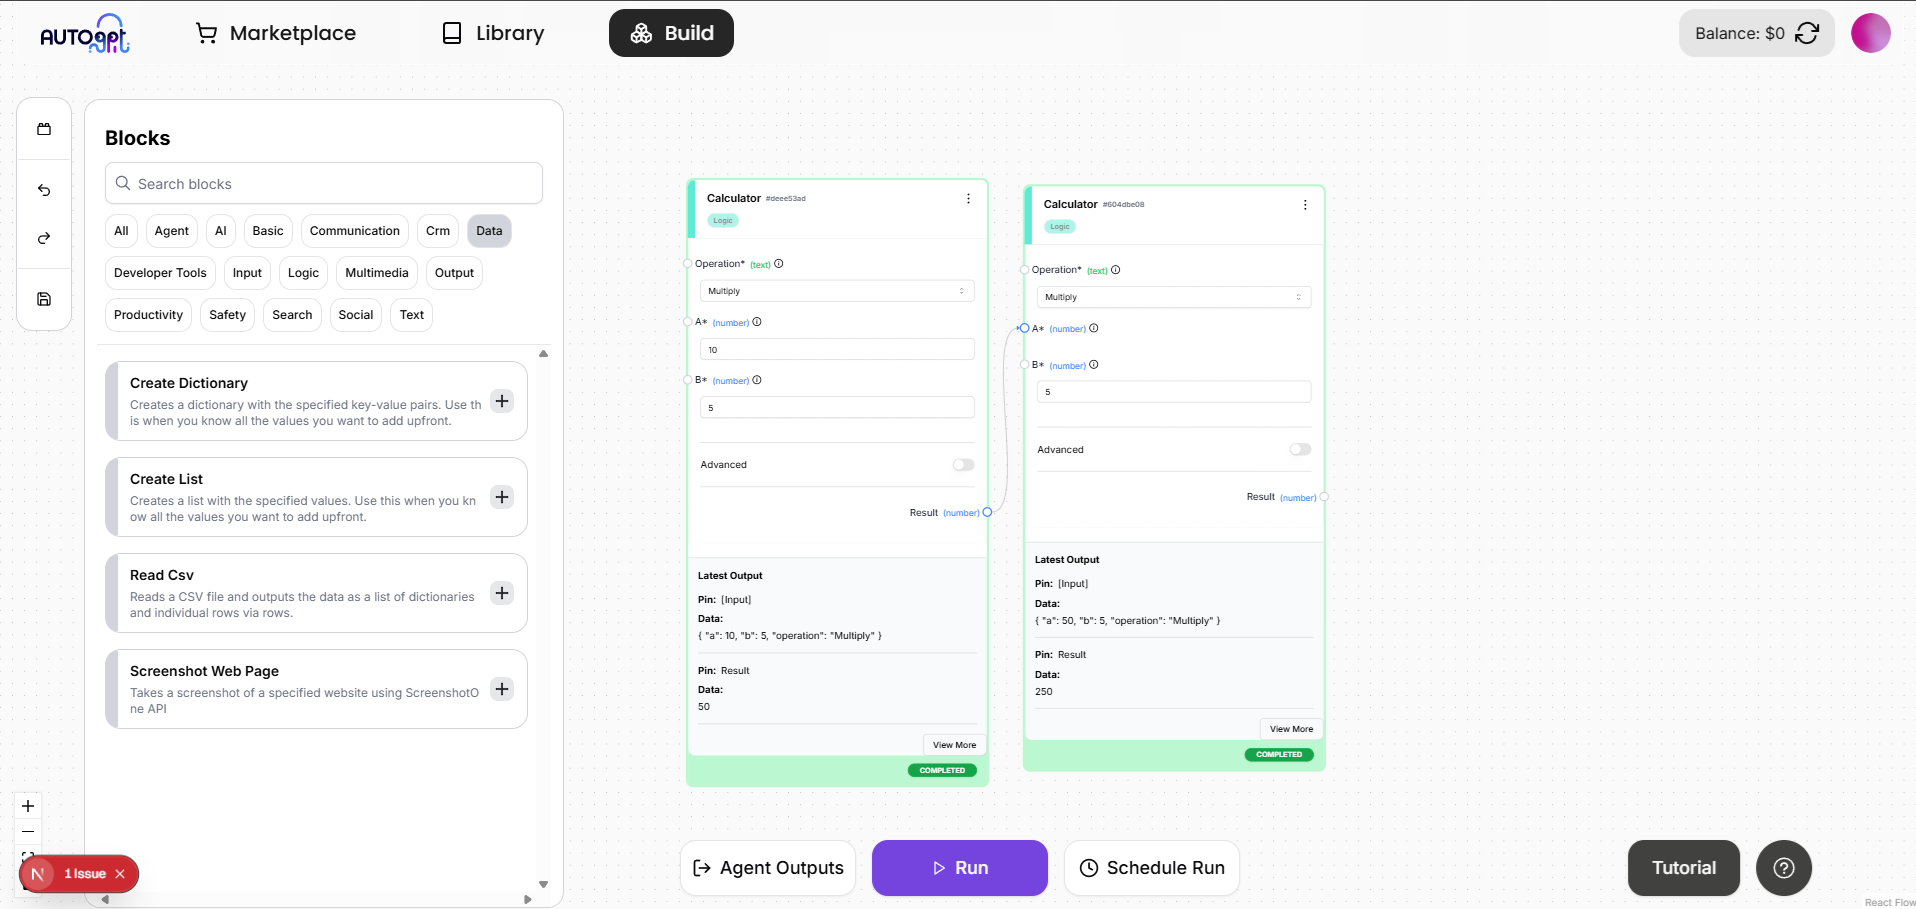 AUTOgpt
Marketplace
Library
Build
Balance: $0
Blocks
Search blocks
All
Agent
AI
Basic
Communication
Crm
Data
Developer Tools
Input
Logic
Multimedia
Output
Productivity
Safety
Search
Social
Text
Create Dictionary
Creates a dictionary with the specified key-value pairs. Use th
is when you know all the values you want to add upfront.
Create List
Creates a list with the specified values. Use this when you kn
ow all the values you want to add upfront.
Read Csv
Reads a CSV file and outputs the data as a list of dictionaries
and individual rows via rows.
Screenshot Web Page
Takes a screenshot of a specified website using ScreenshotO
ne API
N 1 Issue
Calculator #deee53ad
Logic
Operation* (text)
Multiply
A* (number)
10
B* (number)
5
Advanced
Result (number)
Latest Output
Pin: [Input]
Data:
{ "a": 10, "b": 5, "operation": "Multiply" }
Pin: Result
Data:
50
View More
COMPLETED
Calculator #604dbe08
Logic
Operation* (text)
Multiply
A* (number)
B* (number)
5
Advanced
Result (number)
Latest Output
Pin: [Input]
Data:
{ "a": 50, "b": 5, "operation": "Multiply" }
Pin: Result
Data:
250
View More
COMPLETED
Agent Outputs
Run
Schedule Run
Tutorial
React Flow